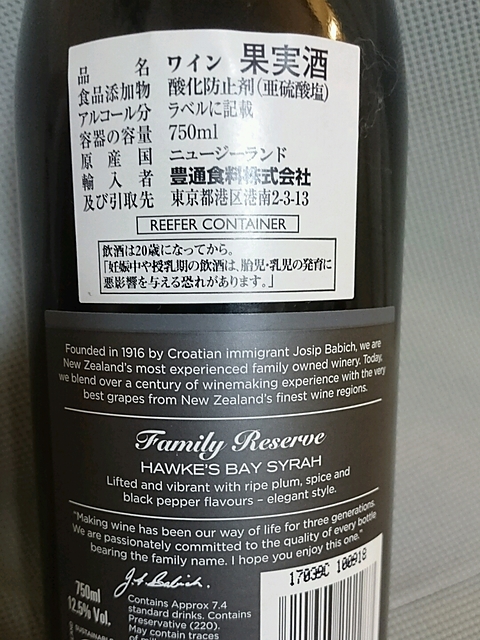 品名 ワイン 果実酒
食品添加物 酸化防止剤(亜硫酸塩)
アルコール分 ラベルに記載
容器の容量 750ml
原産国 ニュージーランド
輸入者 豊通食料株式会社
及び引取先 東京都港区港南2-3-13
REEFER CONTAINER
飲酒は20歳になってから。
「妊娠中や授乳期の飲酒は、胎児・乳児の発育に
悪影響を与える恐れがあります。」
Founded in 1916 by Croatian immigrant Josip Babich, we are
New Zealand's most experienced family owned winery. Today,
we blend over a century of winemaking experience with the very
best grapes from New Zealand's finest wine regions.
Family Reserve
HAWKE'S BAY SYRAH
Lifted and vibrant with ripe plum, spice and
black pepper flavours – elegant style.
"Making wine has been our way of life for three generations.
We are passionately committed to the quality of every bottle
bearing the family name. I hope you enjoy this one."
750ml
12.5% Vol.
Contains Approx 7.4
standard drinks. Contains
Preservative (220).
May contain traces
17039C 100918